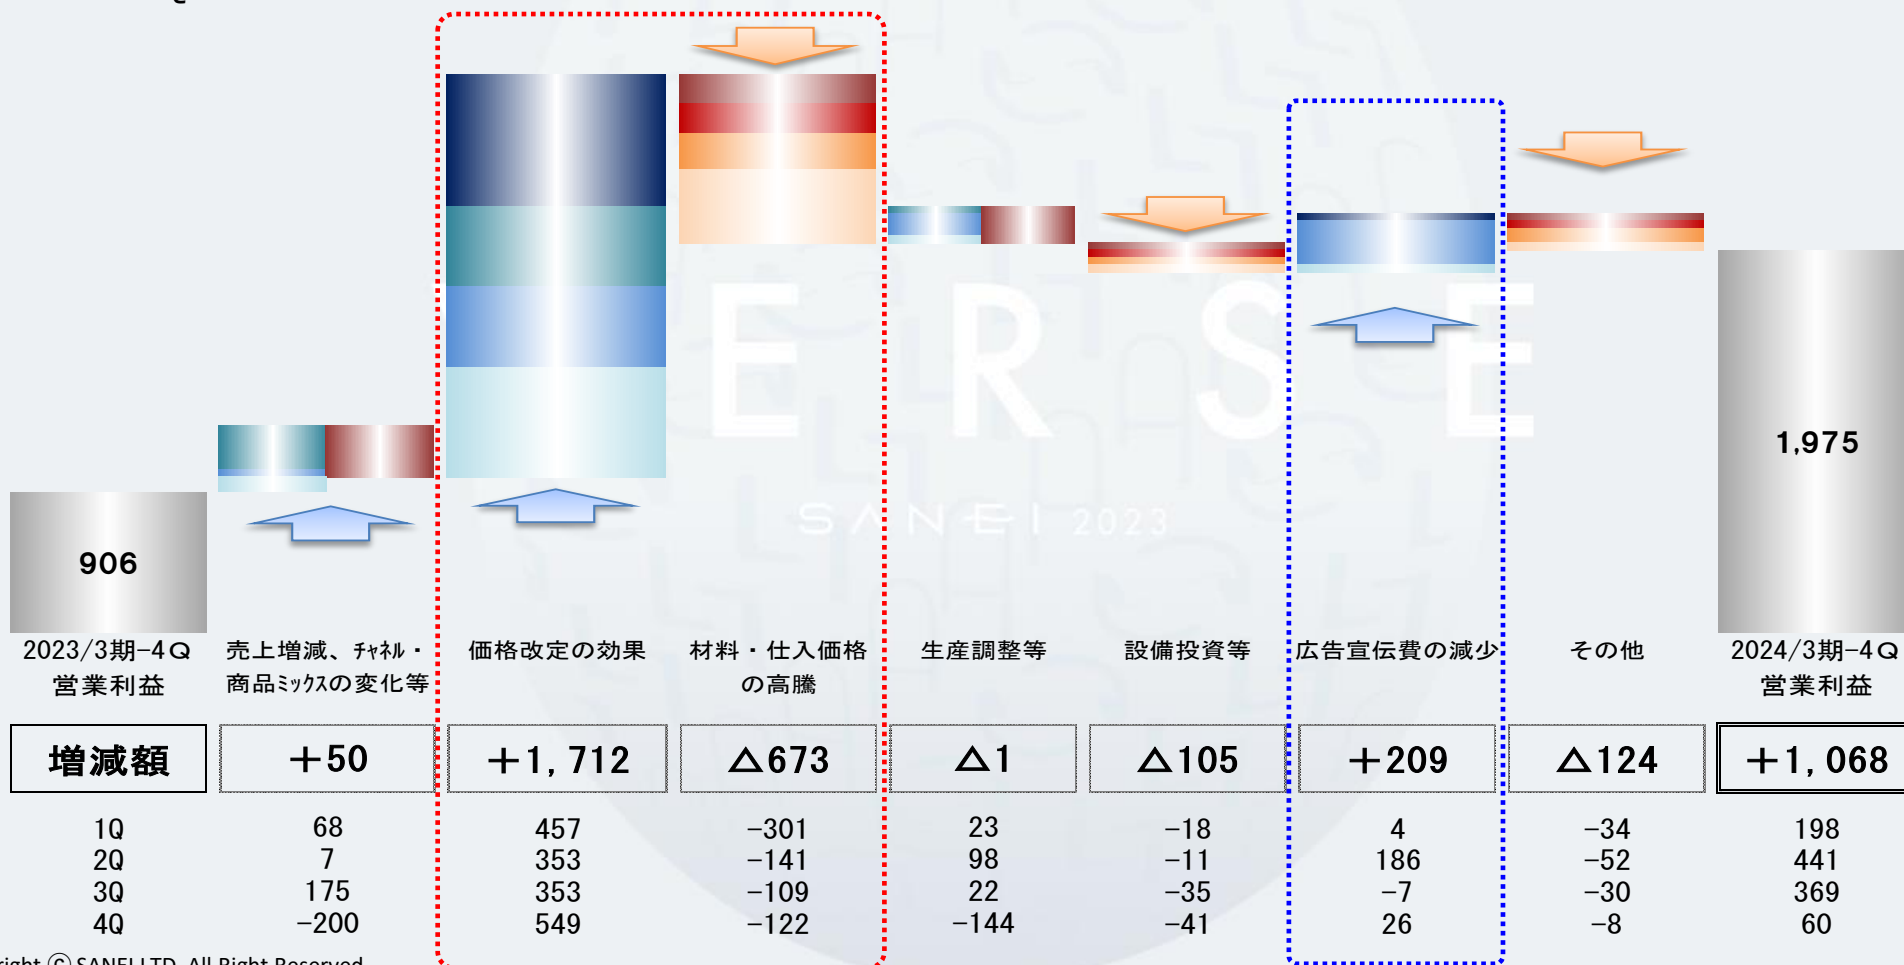 E R S E
SANEI 2023
906
1,975
2023/3期-4Q
営業利益
売上増減、ﾁｬﾈﾙ・
商品ﾐｯｸｽの変化等
価格改定の効果
材料・仕入価格
の高騰
生産調整等
設備投資等
広告宣伝費の減少
その他
2024/3期-4Q
営業利益
増減額 +50 +1,712 △673 △1 △105 +209 △124 +1,068
1Q 68 457 -301 23 -18 4 -34 198
2Q 7 353 -141 98 -11 186 -52 441
3Q 175 353 -109 22 -35 -7 -30 369
4Q -200 549 -122 -144 -41 26 -8 60
right © SANEI LTD. All Right Reserved